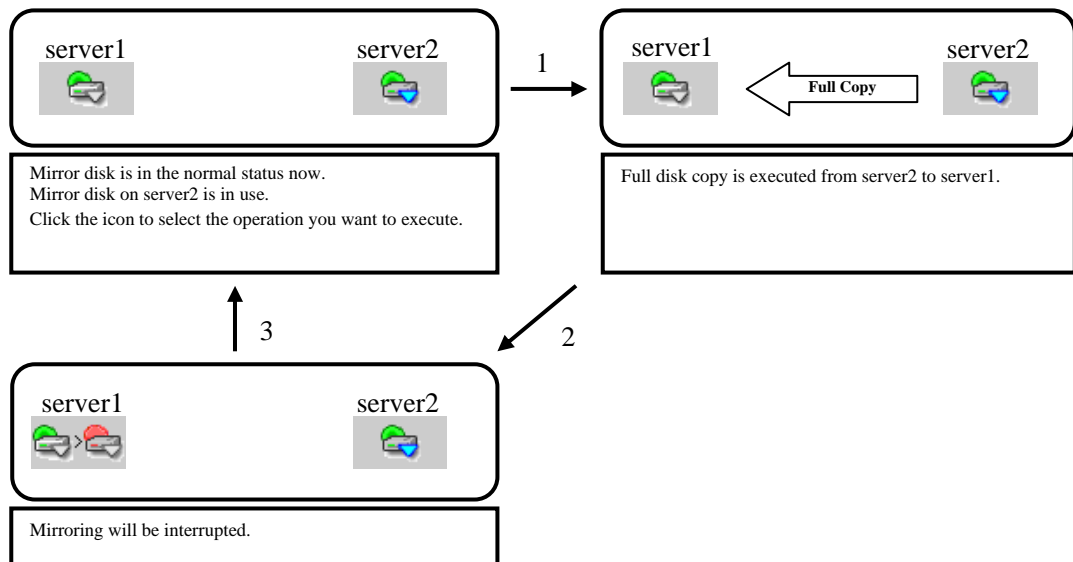 server1 server2
Mirror disk is in the normal status now.
Mirror disk on server2 is in use.
Click the icon to select the operation you want to execute.
1
server1 server2
Full Copy
Full disk copy is executed from server2 to server1.
2
3
server1 server2
>
Mirroring will be interrupted.